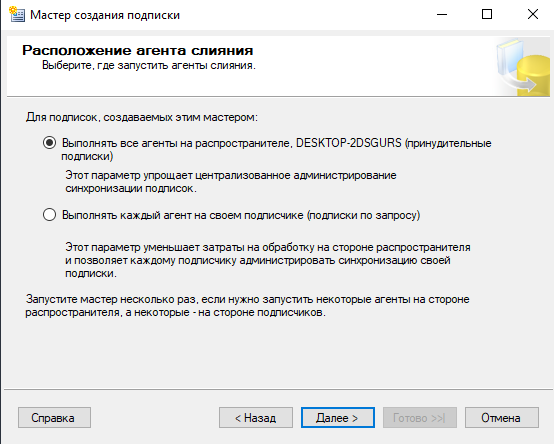 Мастер создания подписки
Расположение агента слияния
Выберите, где запустить агенты слияния.
Для подписок, создаваемых этим мастером:
Выполнять все агенты на распространителе, DESKTOP-2DSGURS (принудительные
подписки)
Этот параметр упрощает централизованное администрирование
синхронизации подписок.
Выполнять каждый агент на своем подписчике (подписки по запросу)
Этот параметр уменьшает затраты на обработку на стороне распространителя
и позволяет каждому подписчику администрировать синхронизацию своей
подписки.
Запустите мастер несколько раз, если нужно запустить некоторые агенты на стороне
распространителя, а некоторые - на стороне подписчиков.
Справка
< Назад
Далее >
Готово >>|
Отмена